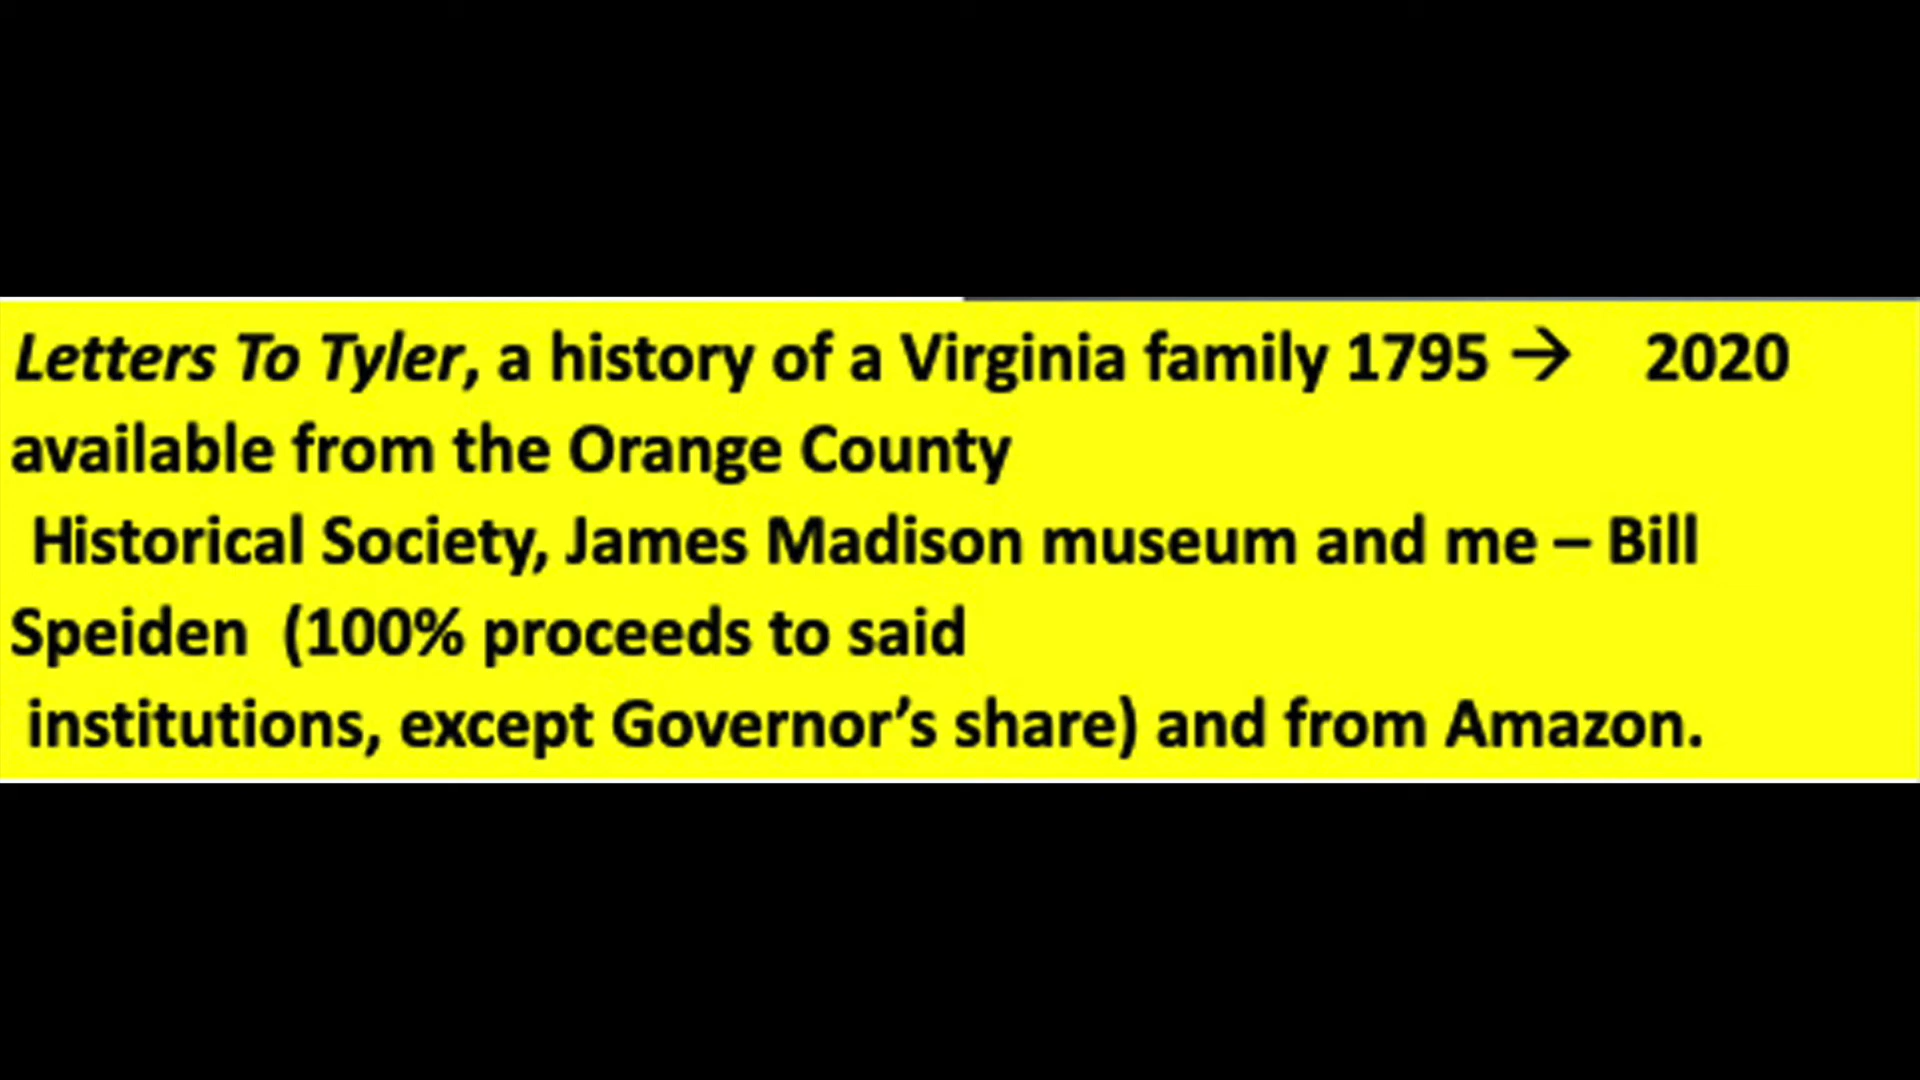 Letters To Tyler, a history of a Virginia family 1795 → 2020
available from the Orange County
Historical Society, James Madison museum and me – Bill
Speiden (100% proceeds to said
institutions, except Governor’s share) and from Amazon.